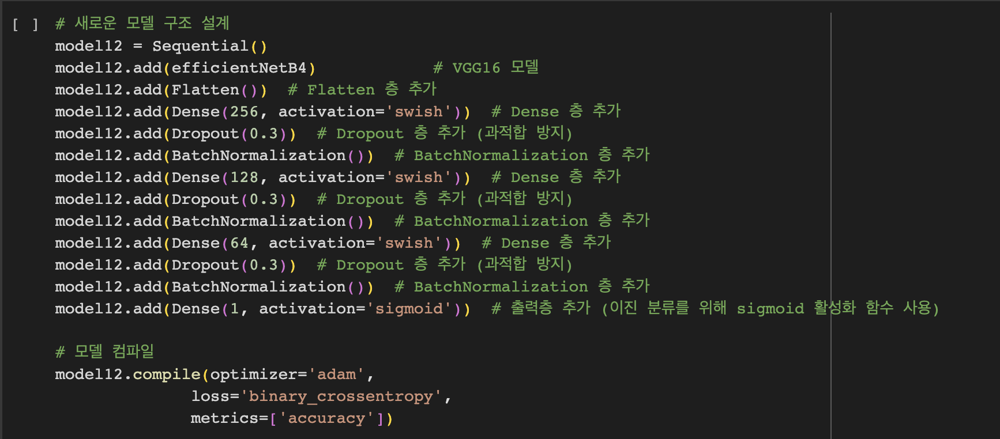 [ ] # 새로운 모델 구조 설계
model12 = Sequential()
model12.add(efficientNetB4)            # VGG16 모델
model12.add(Flatten())  # Flatten 층 추가
model12.add(Dense(256, activation='swish'))  # Dense 층 추가
model12.add(Dropout(0.3))  # Dropout 층 추가 (과적합 방지)
model12.add(BatchNormalization())  # BatchNormalization 층 추가
model12.add(Dense(128, activation='swish'))  # Dense 층 추가
model12.add(Dropout(0.3))  # Dropout 층 추가 (과적합 방지)
model12.add(BatchNormalization())  # BatchNormalization 층 추가
model12.add(Dense(64, activation='swish'))  # Dense 층 추가
model12.add(Dropout(0.3))  # Dropout 층 추가 (과적합 방지)
model12.add(BatchNormalization())  # BatchNormalization 층 추가
model12.add(Dense(1, activation='sigmoid'))  # 출력층 추가 (이진 분류를 위해 sigmoid 활성화 함수 사용)

# 모델 컴파일
model12.compile(optimizer='adam',
              loss='binary_crossentropy',
              metrics=['accuracy'])